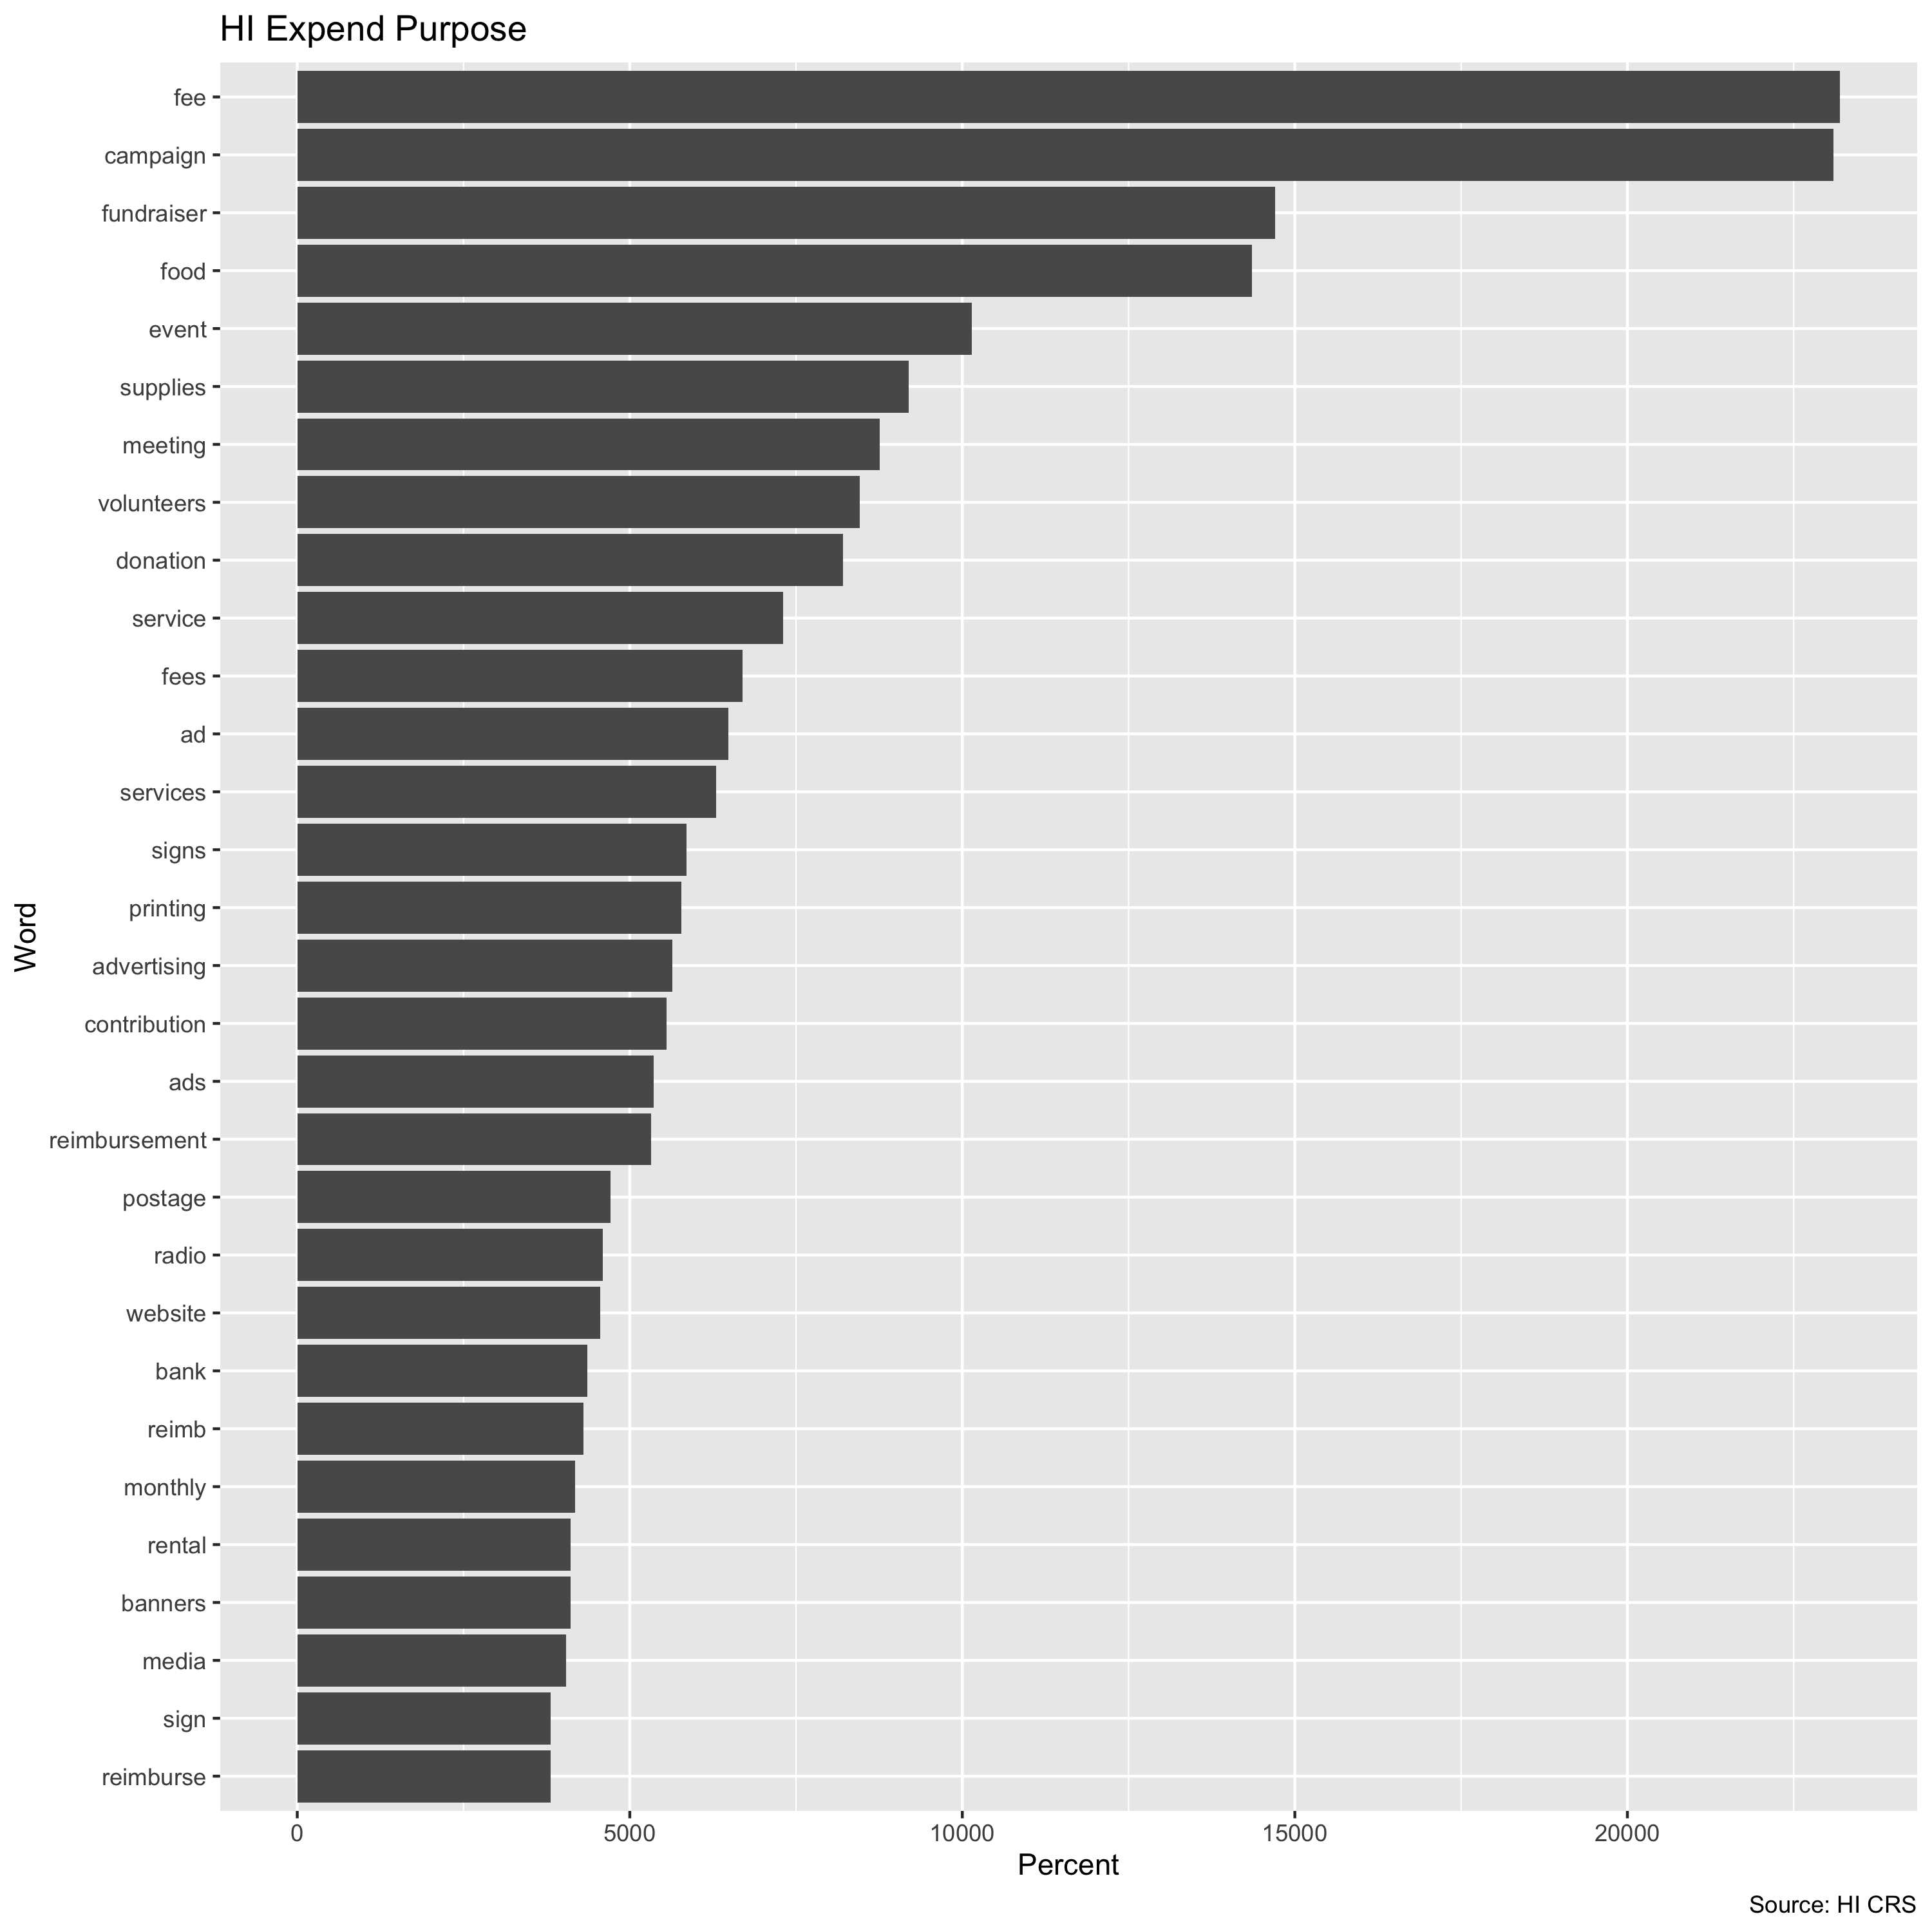 HI Expend Purpose
fee
campaign
fundraiser
food
event
supplies
meeting
volunteers
donation
service
fees
ad
services
signs
printing
advertising
contribution
ads
reimbursement
postage
radio
website
bank
reimb
monthly
rental
banners
media
sign
reimburse
Word
0 5000 10000 15000 20000
Percent
Source: HI CRS